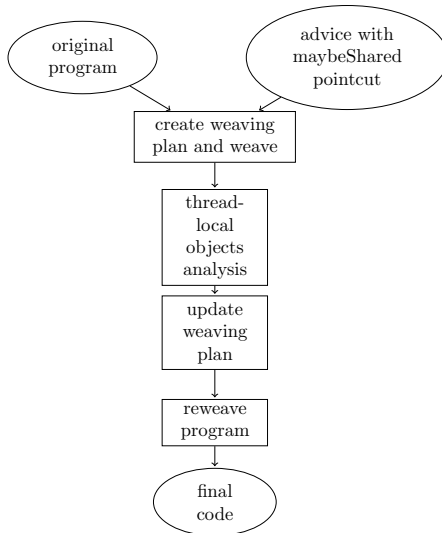 original
program
advice with
maybeShared
pointcut
create weaving
plan and weave
thread-
local
objects
analysis
update
weaving
plan
reweave
program
final
code